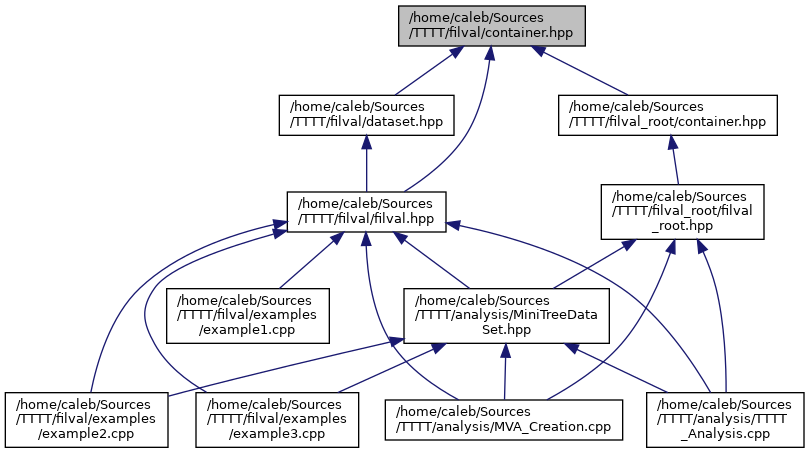 /home/caleb/Sources
/TTTT/filval/container.hpp
/home/caleb/Sources
/TTTT/filval/dataset.hpp
/home/caleb/Sources
/TTTT/filval_root/container.hpp
/home/caleb/Sources
/TTTT/filval/filval.hpp
/home/caleb/Sources
/TTTT/filval_root/filval
_root.hpp
/home/caleb/Sources
/TTTT/filval/examples
/example1.cpp
/home/caleb/Sources
/TTTT/analysis/MiniTreeData
Set.hpp
/home/caleb/Sources
/TTTT/filval/examples
/example2.cpp
/home/caleb/Sources
/TTTT/filval/examples
/example3.cpp
/home/caleb/Sources
/TTTT/analysis/MVA_Creation.cpp
/home/caleb/Sources
/TTTT/analysis/TTTT
_Analysis.cpp